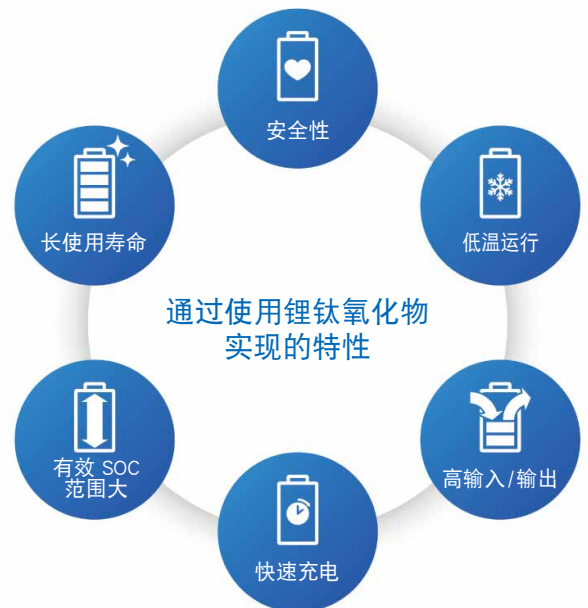 安全性
低温运行
高输入/输出
快速充电
有效 SOC
范围大
长使用寿命
通过使用锂钛氧化物
实现的特性